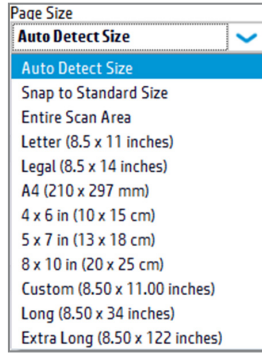 Page Size
Auto Detect Size
Auto Detect Size
Snap to Standard Size
Entire Scan Area
Letter (8.5 x 11 inches)
Legal (8.5 x 14 inches)
A4 (210 x 297 mm)
4 x 6 in (10 x 15 cm)
5 x 7 in (13 x 18 cm)
8 x 10 in (20 x 25 cm)
Custom (8.50 x 11.00 inches)
Long (8.50 x 34 inches)
Extra Long (8.50 x 122 inches)